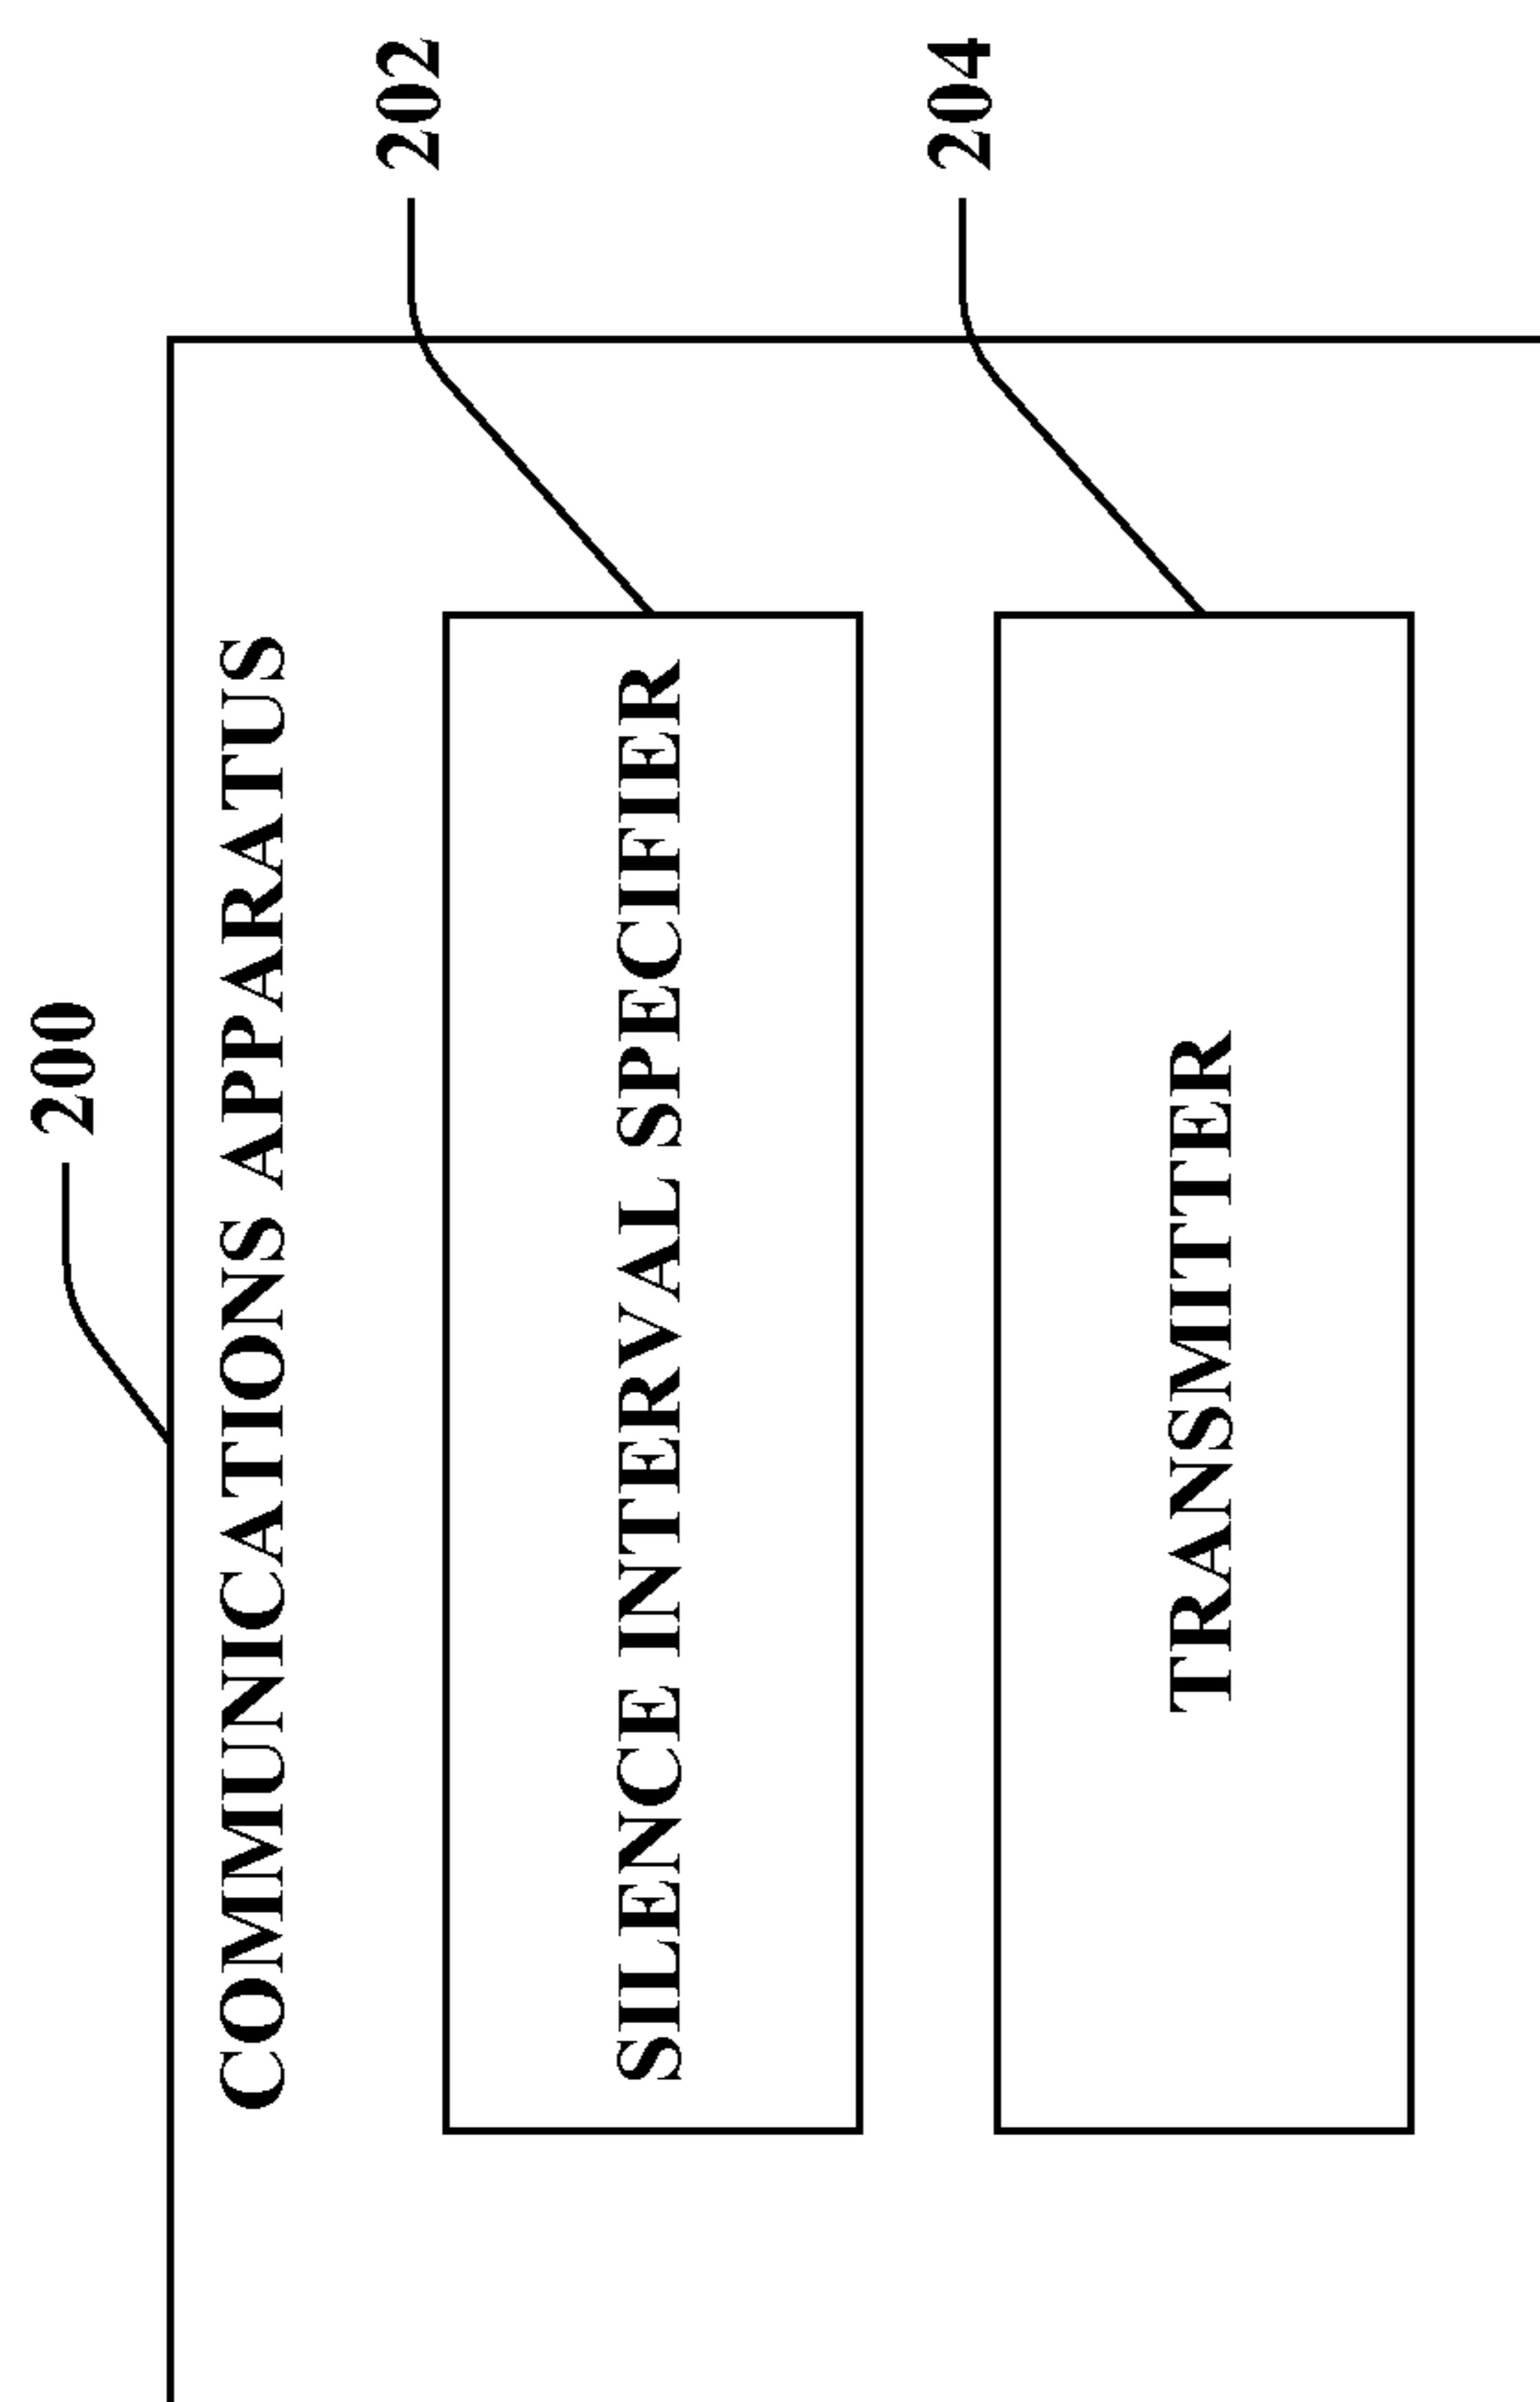 200
COMMUNICATIONS APPARATUS
202
SILENCE INTERVAL SPECIFIER
204
TRANSMITTER